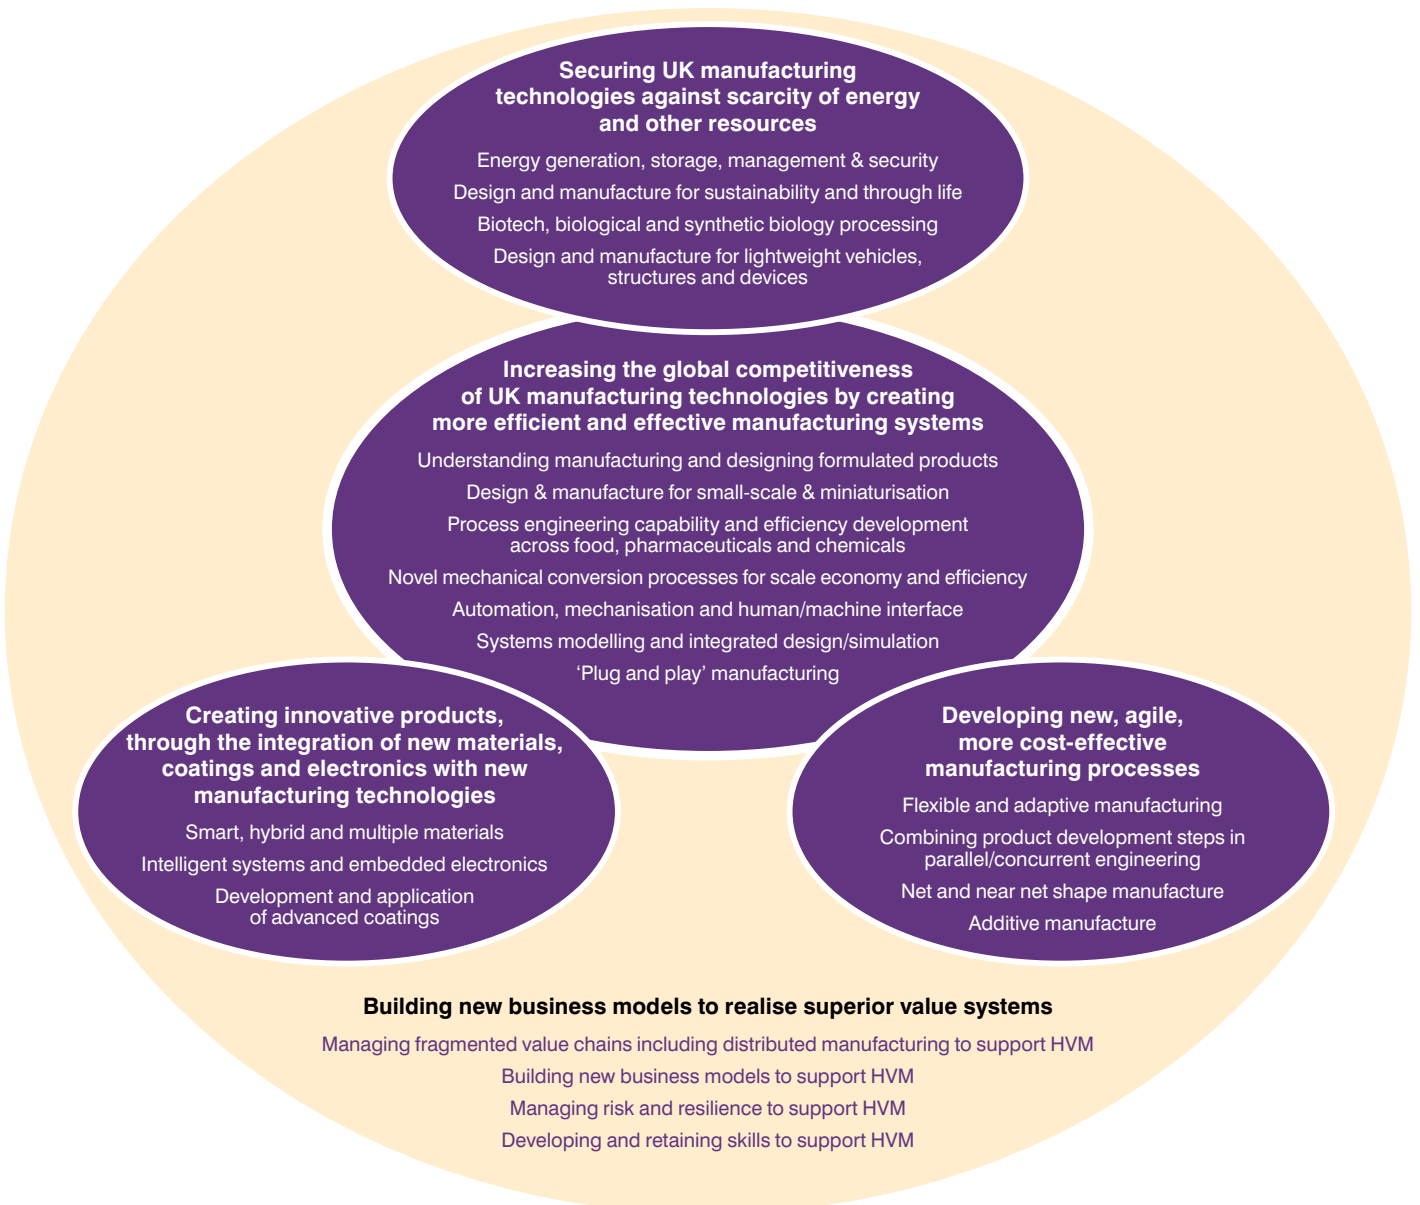 Securing UK manufacturing
technologies against scarcity of energy
and other resources
Energy generation, storage, management & security
Design and manufacture for sustainability and through life
Biotech, biological and synthetic biology processing
Design and manufacture for lightweight vehicles,
structures and devices
Increasing the global competitiveness
of UK manufacturing technologies by creating
more efficient and effective manufacturing systems
Understanding manufacturing and designing formulated products
Design & manufacture for small-scale & miniaturisation
Process engineering capability and efficiency development
across food, pharmaceuticals and chemicals
Novel mechanical conversion processes for scale economy and efficiency
Automation, mechanisation and human/machine interface
Systems modelling and integrated design/simulation
‘Plug and play’ manufacturing
Creating innovative products,
through the integration of new materials,
coatings and electronics with new
manufacturing technologies
Smart, hybrid and multiple materials
Intelligent systems and embedded electronics
Development and application
of advanced coatings
Developing new, agile,
more cost-effective
manufacturing processes
Flexible and adaptive manufacturing
Combining product development steps in
parallel/concurrent engineering
Net and near net shape manufacture
Additive manufacture
Building new business models to realise superior value systems
Managing fragmented value chains including distributed manufacturing to support HVM
Building new business models to support HVM
Managing risk and resilience to support HVM
Developing and retaining skills to support HVM